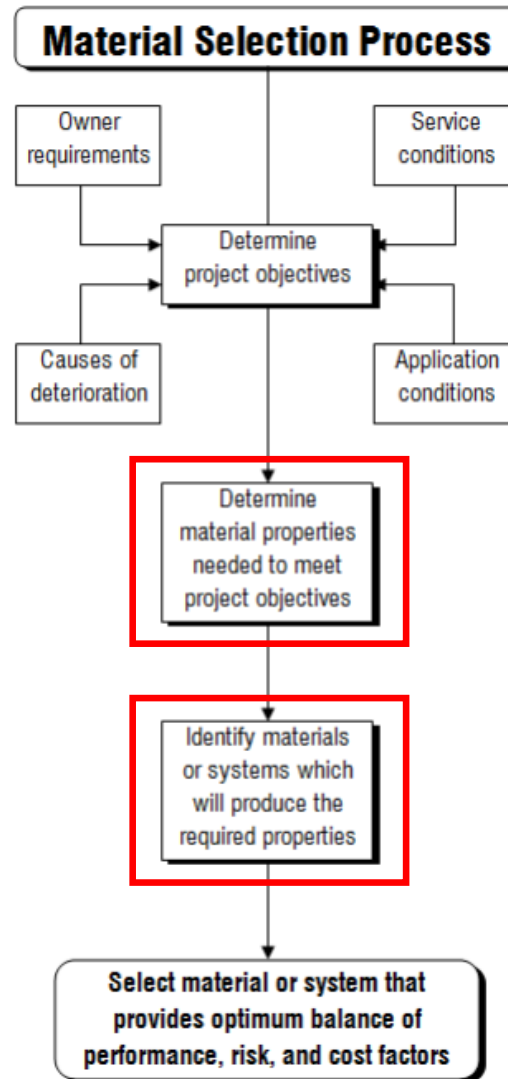 Material Selection Process
Owner
requirements
Service
conditions
Determine
project objectives
Causes of
deterioration
Application
conditions
Determine
material properties
needed to meet
project objectives
Identify materials
or systems which
will produce the
required properties
Select material or system that
provides optimum balance of
performance, risk, and cost factors